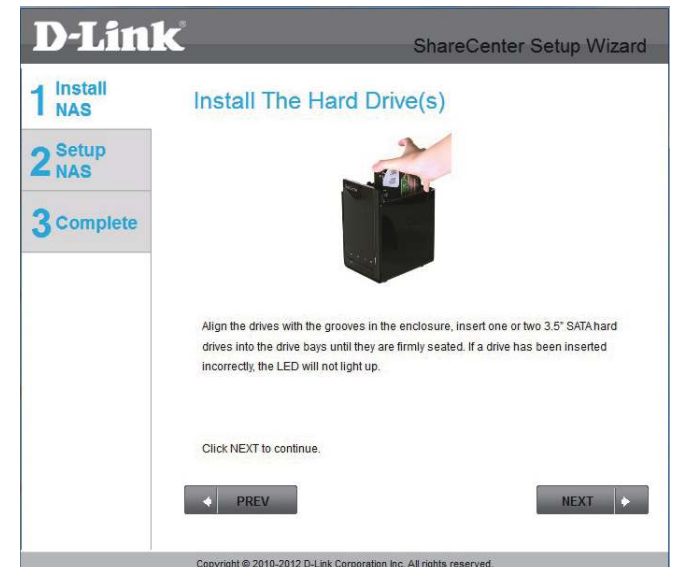 D-Link®
ShareCenter Setup Wizard
1 Install
NAS
2 Setup
NAS
3 Complete
Install The Hard Drive(s)
Align the drives with the grooves in the enclosure, insert one or two 3.5" SATA hard
drives into the drive bays until they are firmly seated. If a drive has been inserted
incorrectly, the LED will not light up.
Click NEXT to continue.
PREV
NEXT
Copyright © 2010-2012 D-Link Corporation Inc. All rights reserved.